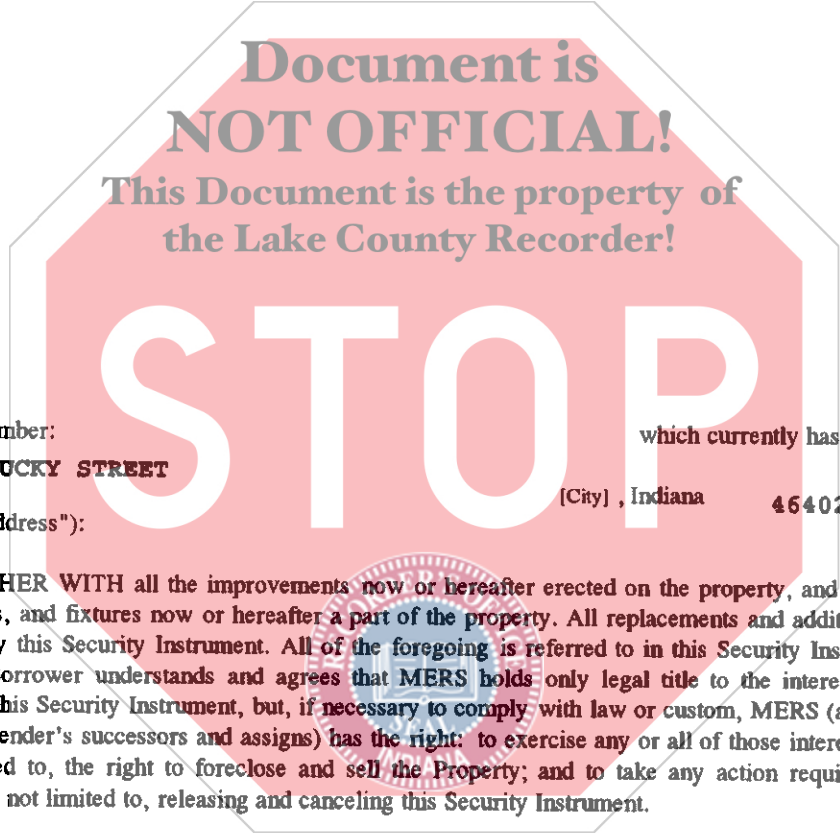 Document is
NOT OFFICIAL!
This Document is the property of
the Lake County Recorder!
STOP
mber:
which currently has
UCKY STREET
[City] , Indiana 46402
ddress"):
HER WITH all the improvements now or hereafter erected on the property, and
s, and fixtures now or hereafter a part of the property. All replacements and addit
y this Security Instrument. All of the foregoing is referred to in this Security Ins
orrower understands and agrees that MERS holds only legal title to the intere
his Security Instrument, but, if necessary to comply with law or custom, MERS (a
ender's successors and assigns) has the right: to exercise any or all of those intere
ed to, the right to foreclose and sell the Property; and to take any action requi
not limited to, releasing and canceling this Security Instrument.
SEAL
INDIANA